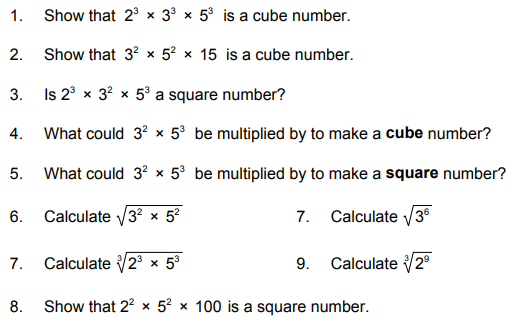 1. Show that 2³ × 3³ × 5³ is a cube number.
2. Show that 3² × 5² × 15 is a cube number.
3. Is 2³ × 3² × 5³ a square number?
4. What could 3² × 5³ be multiplied by to make a cube number?
5. What could 3² × 5³ be multiplied by to make a square number?
6. Calculate √(3² × 5²) 7. Calculate √(3⁶)
7. Calculate ∛(2³ × 5³) 9. Calculate ∛(2⁹)
8. Show that 2² × 5² × 100 is a square number.